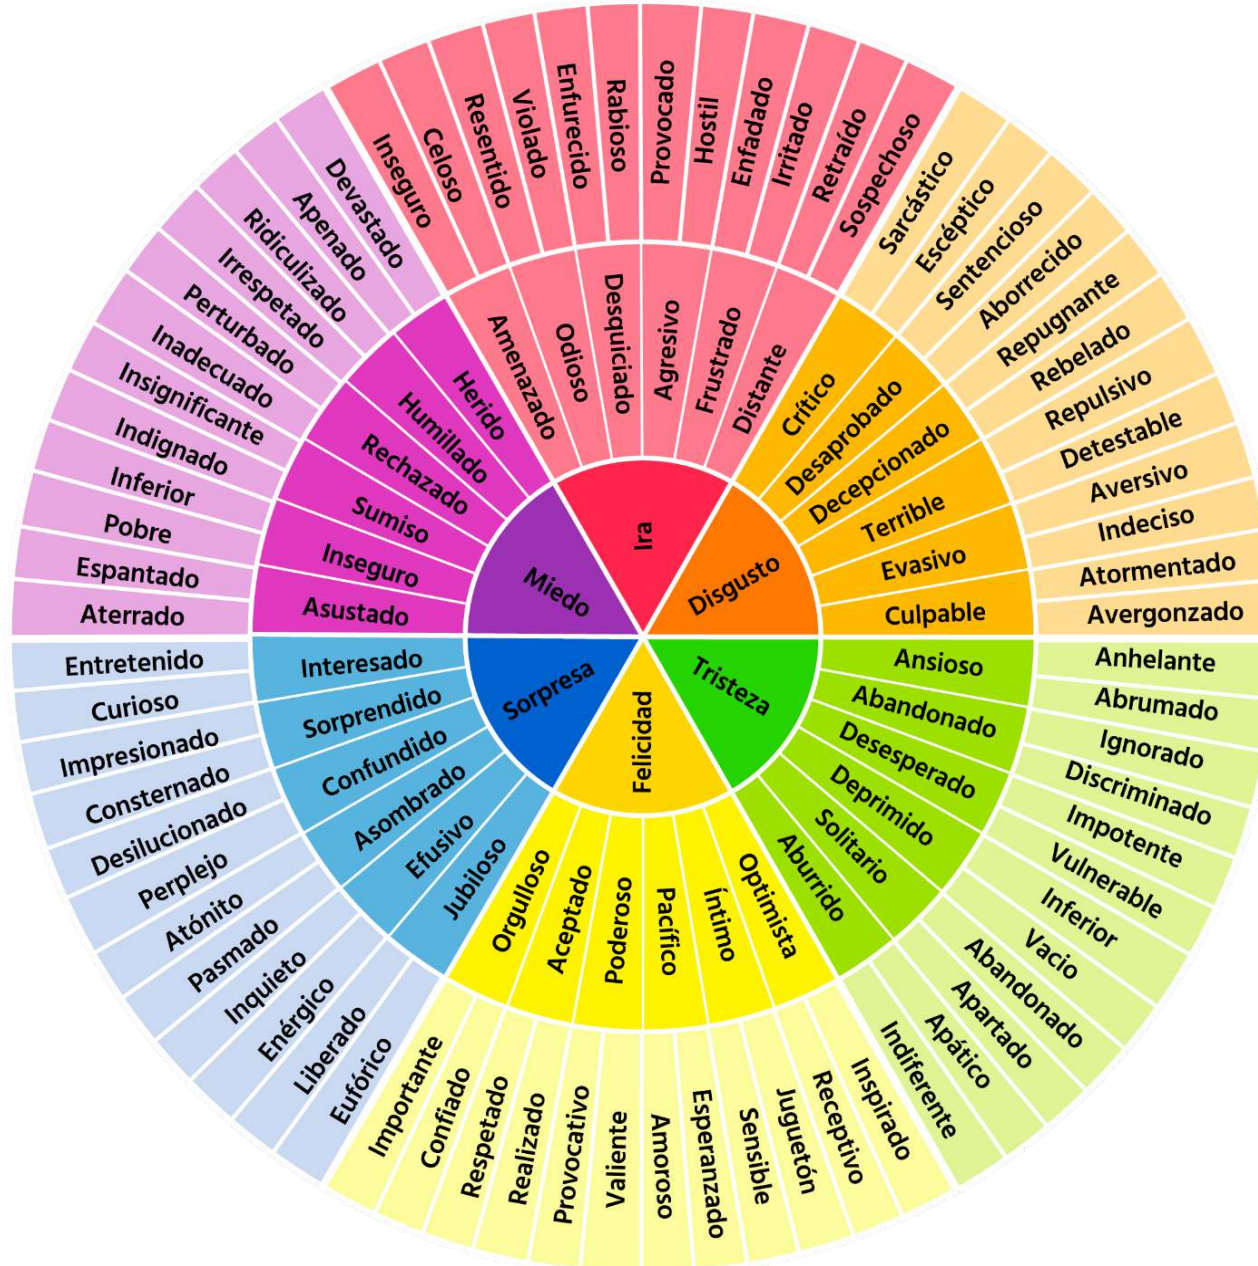 Ira
Disgusto
Tristeza
Felicidad
Sorpresa
Miedo
Amenazado
Odioso
Desquiciado
Agresivo
Frustrado
Distante
Crítico
Desaprobado
Decepcionado
Terrible
Evasivo
Culpable
Ansioso
Abandonado
Desesperado
Deprimido
Solitario
Aburrido
Optimista
Íntimo
Pacífico
Poderoso
Aceptado
Orgulloso
Jubiloso
Efusivo
Asombrado
Confundido
Sorprendido
Interesado
Asustado
Inseguro
Sumiso
Rechazado
Humillado
Herido
Inseguro
Celoso
Resentido
Violado
Enfurecido
Rabioso
Provocado
Hostil
Enfadado
Irritado
Retraído
Sospechoso
Sarcástico
Escéptico
Sentencioso
Aborrecido
Repugnante
Rebelado
Repulsivo
Detestable
Aversivo
Indeciso
Atormentado
Avergonzado
Anhelante
Abrumado
Ignorado
Discriminado
Impotente
Vulnerable
Inferior
Vacio
Abandonado
Apartado
Apático
Indiferente
Inspirado
Receptivo
Juguetón
Sensible
Esperanzado
Amoroso
Valiente
Provocativo
Realizado
Respetado
Confiado
Importante
Eufórico
Liberado
Enérgico
Inquieto
Pasmado
Atónito
Perplejo
Desilucionado
Consternado
Impresionado
Curioso
Entretenido
Aterrado
Espantado
Pobre
Inferior
Indignado
Insignificante
Inadecuado
Perturbado
Irrespetado
Ridiculizado
Apenado
Devastado